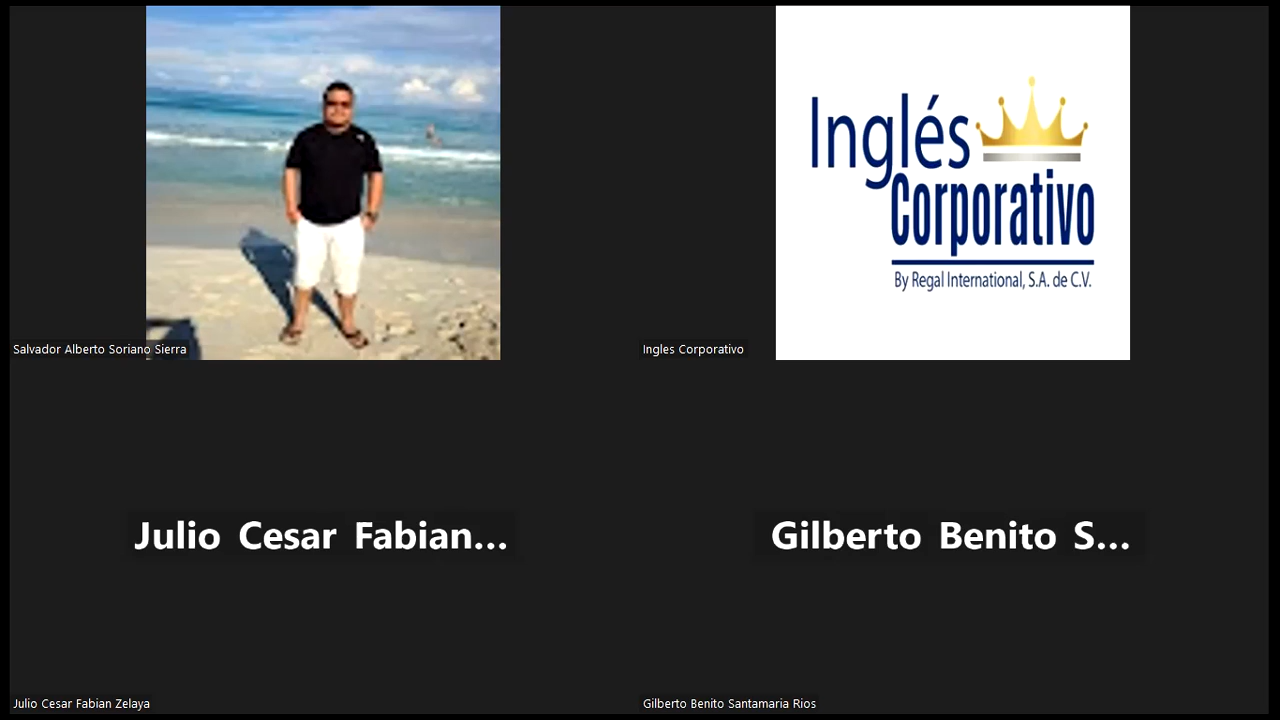 Inglés
Corporativo
By Regal International, S.A. de C.V.
Salvador Alberto Soriano Sierra
Ingles Corporativo
Julio Cesar Fabian...
Gilberto Benito S...
Julio Cesar Fabian Zelaya
Gilberto Benito Santamaria Rios